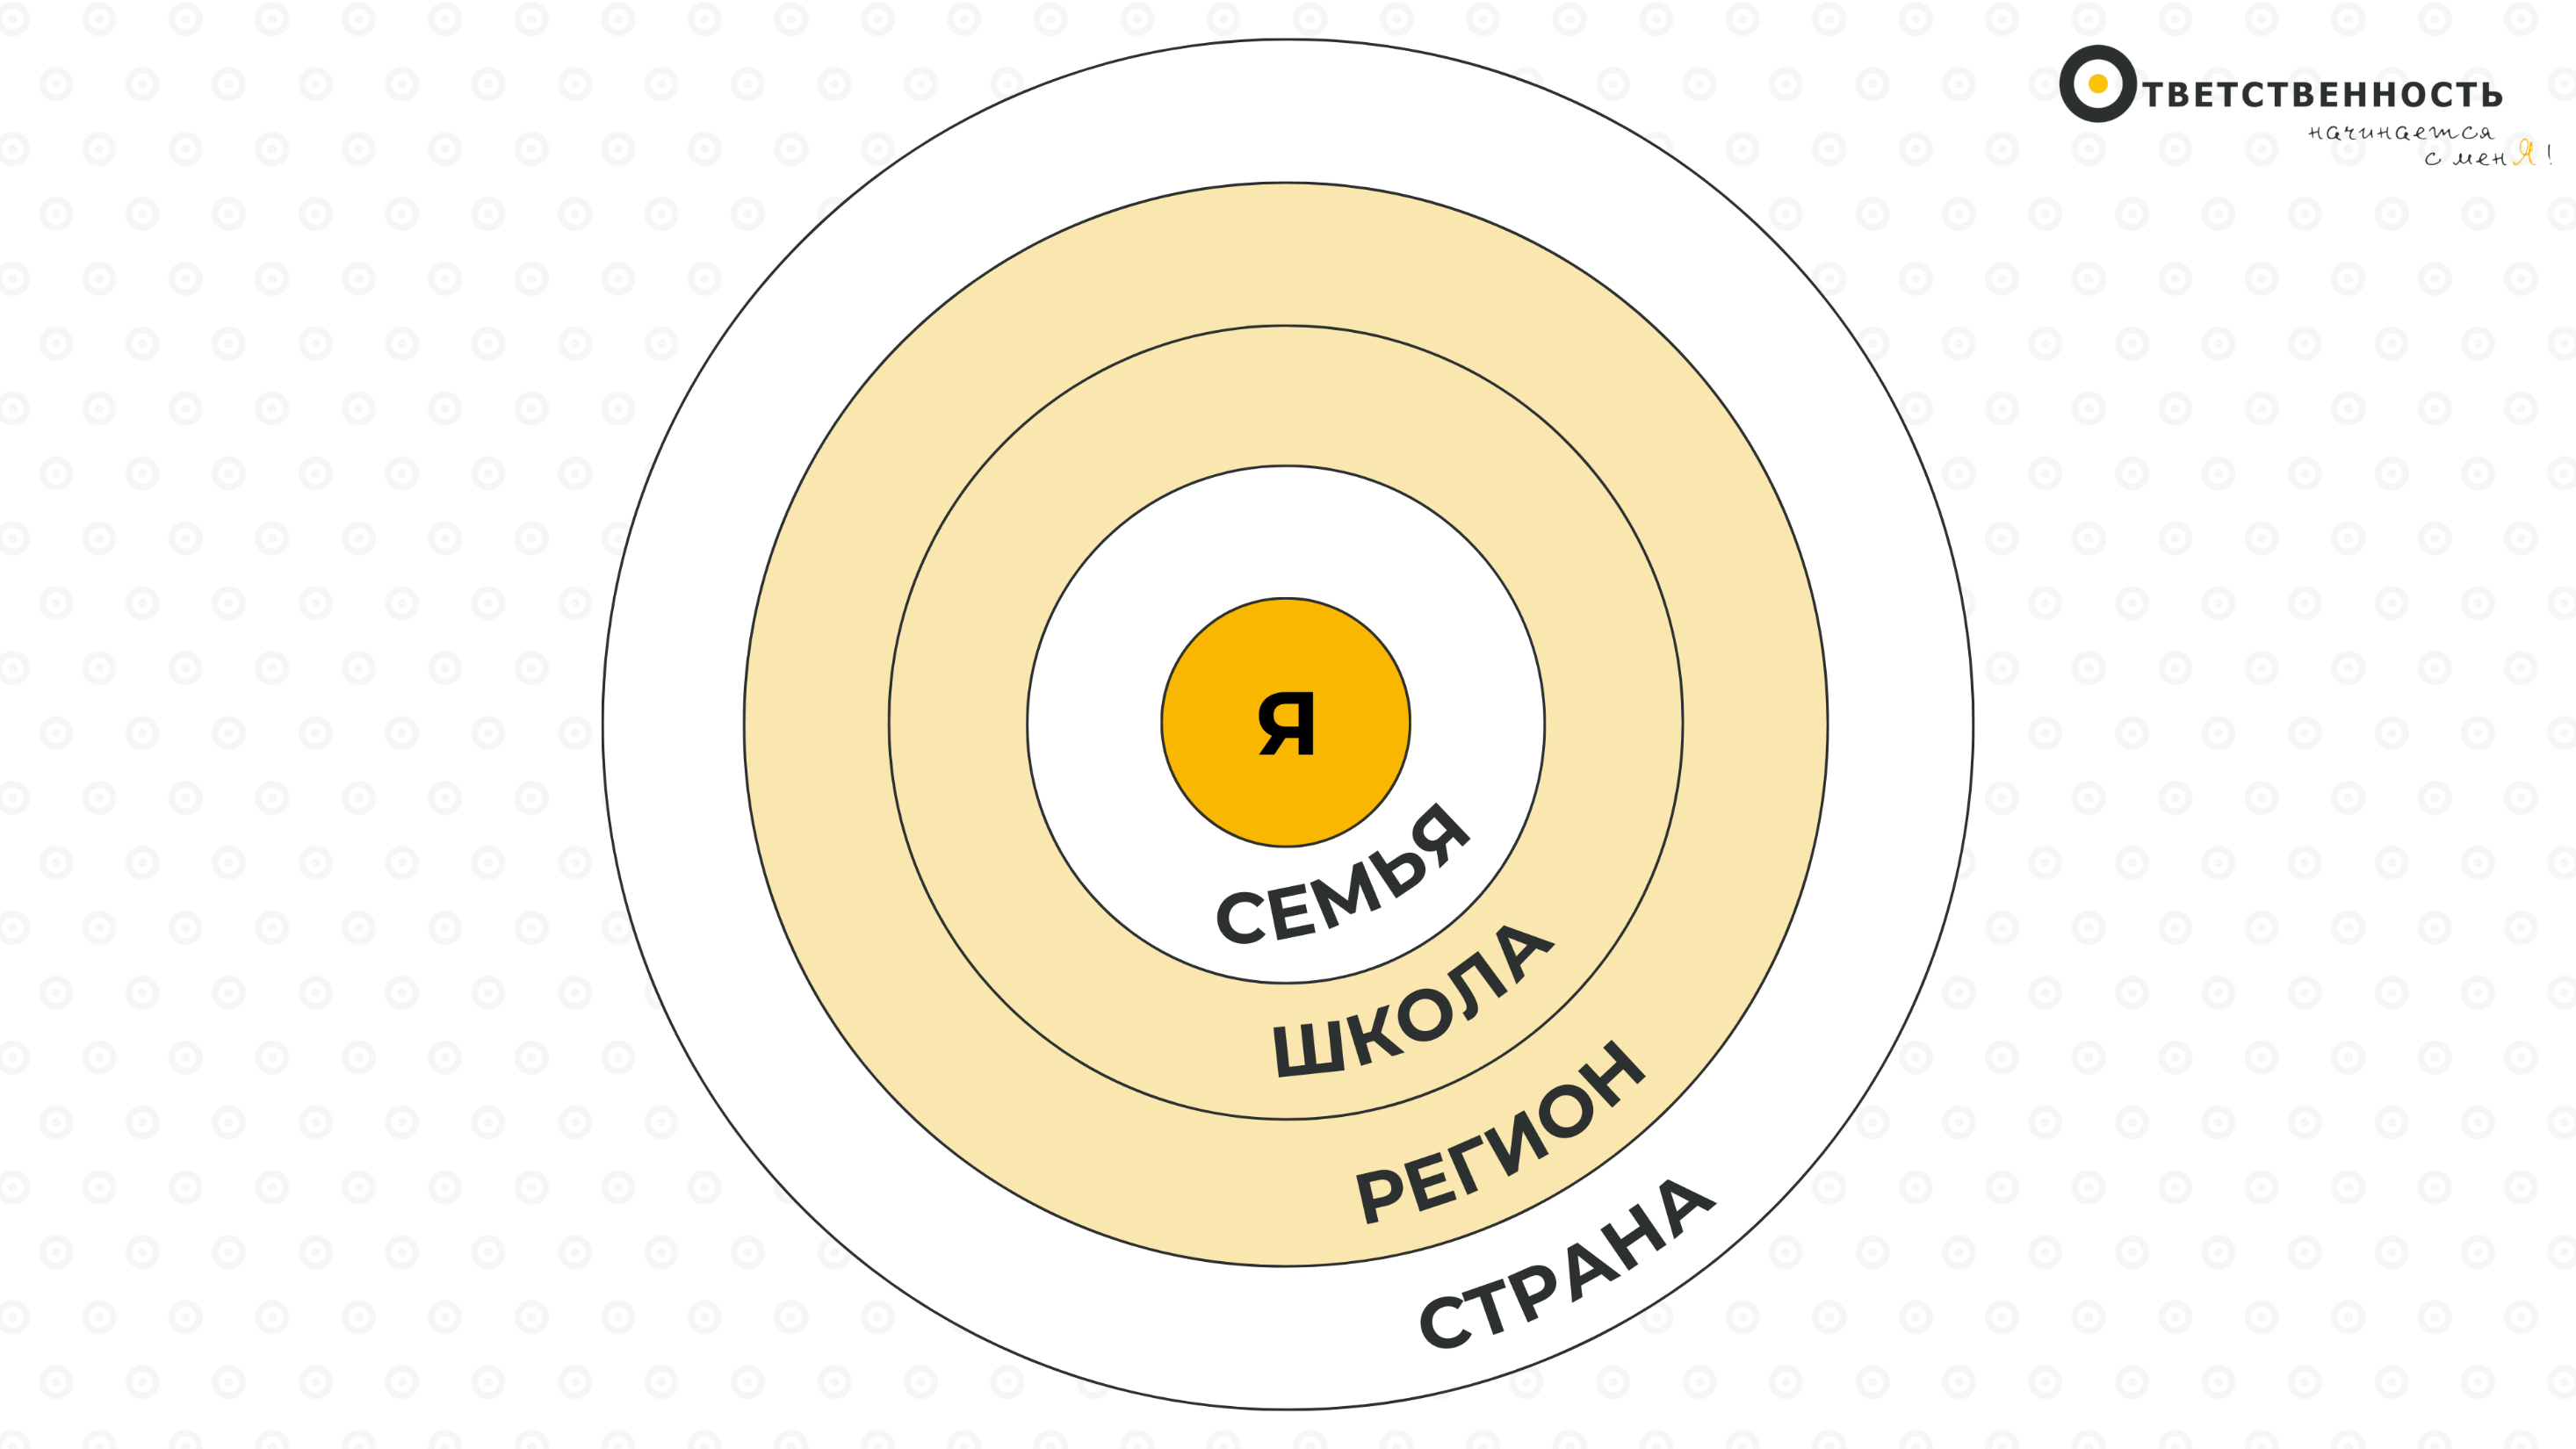 ОТВЕТСТВЕННОСТЬ
начинается
с менЯ!
Я
СЕМЬЯ
ШКОЛА
РЕГИОН
СТРАНА